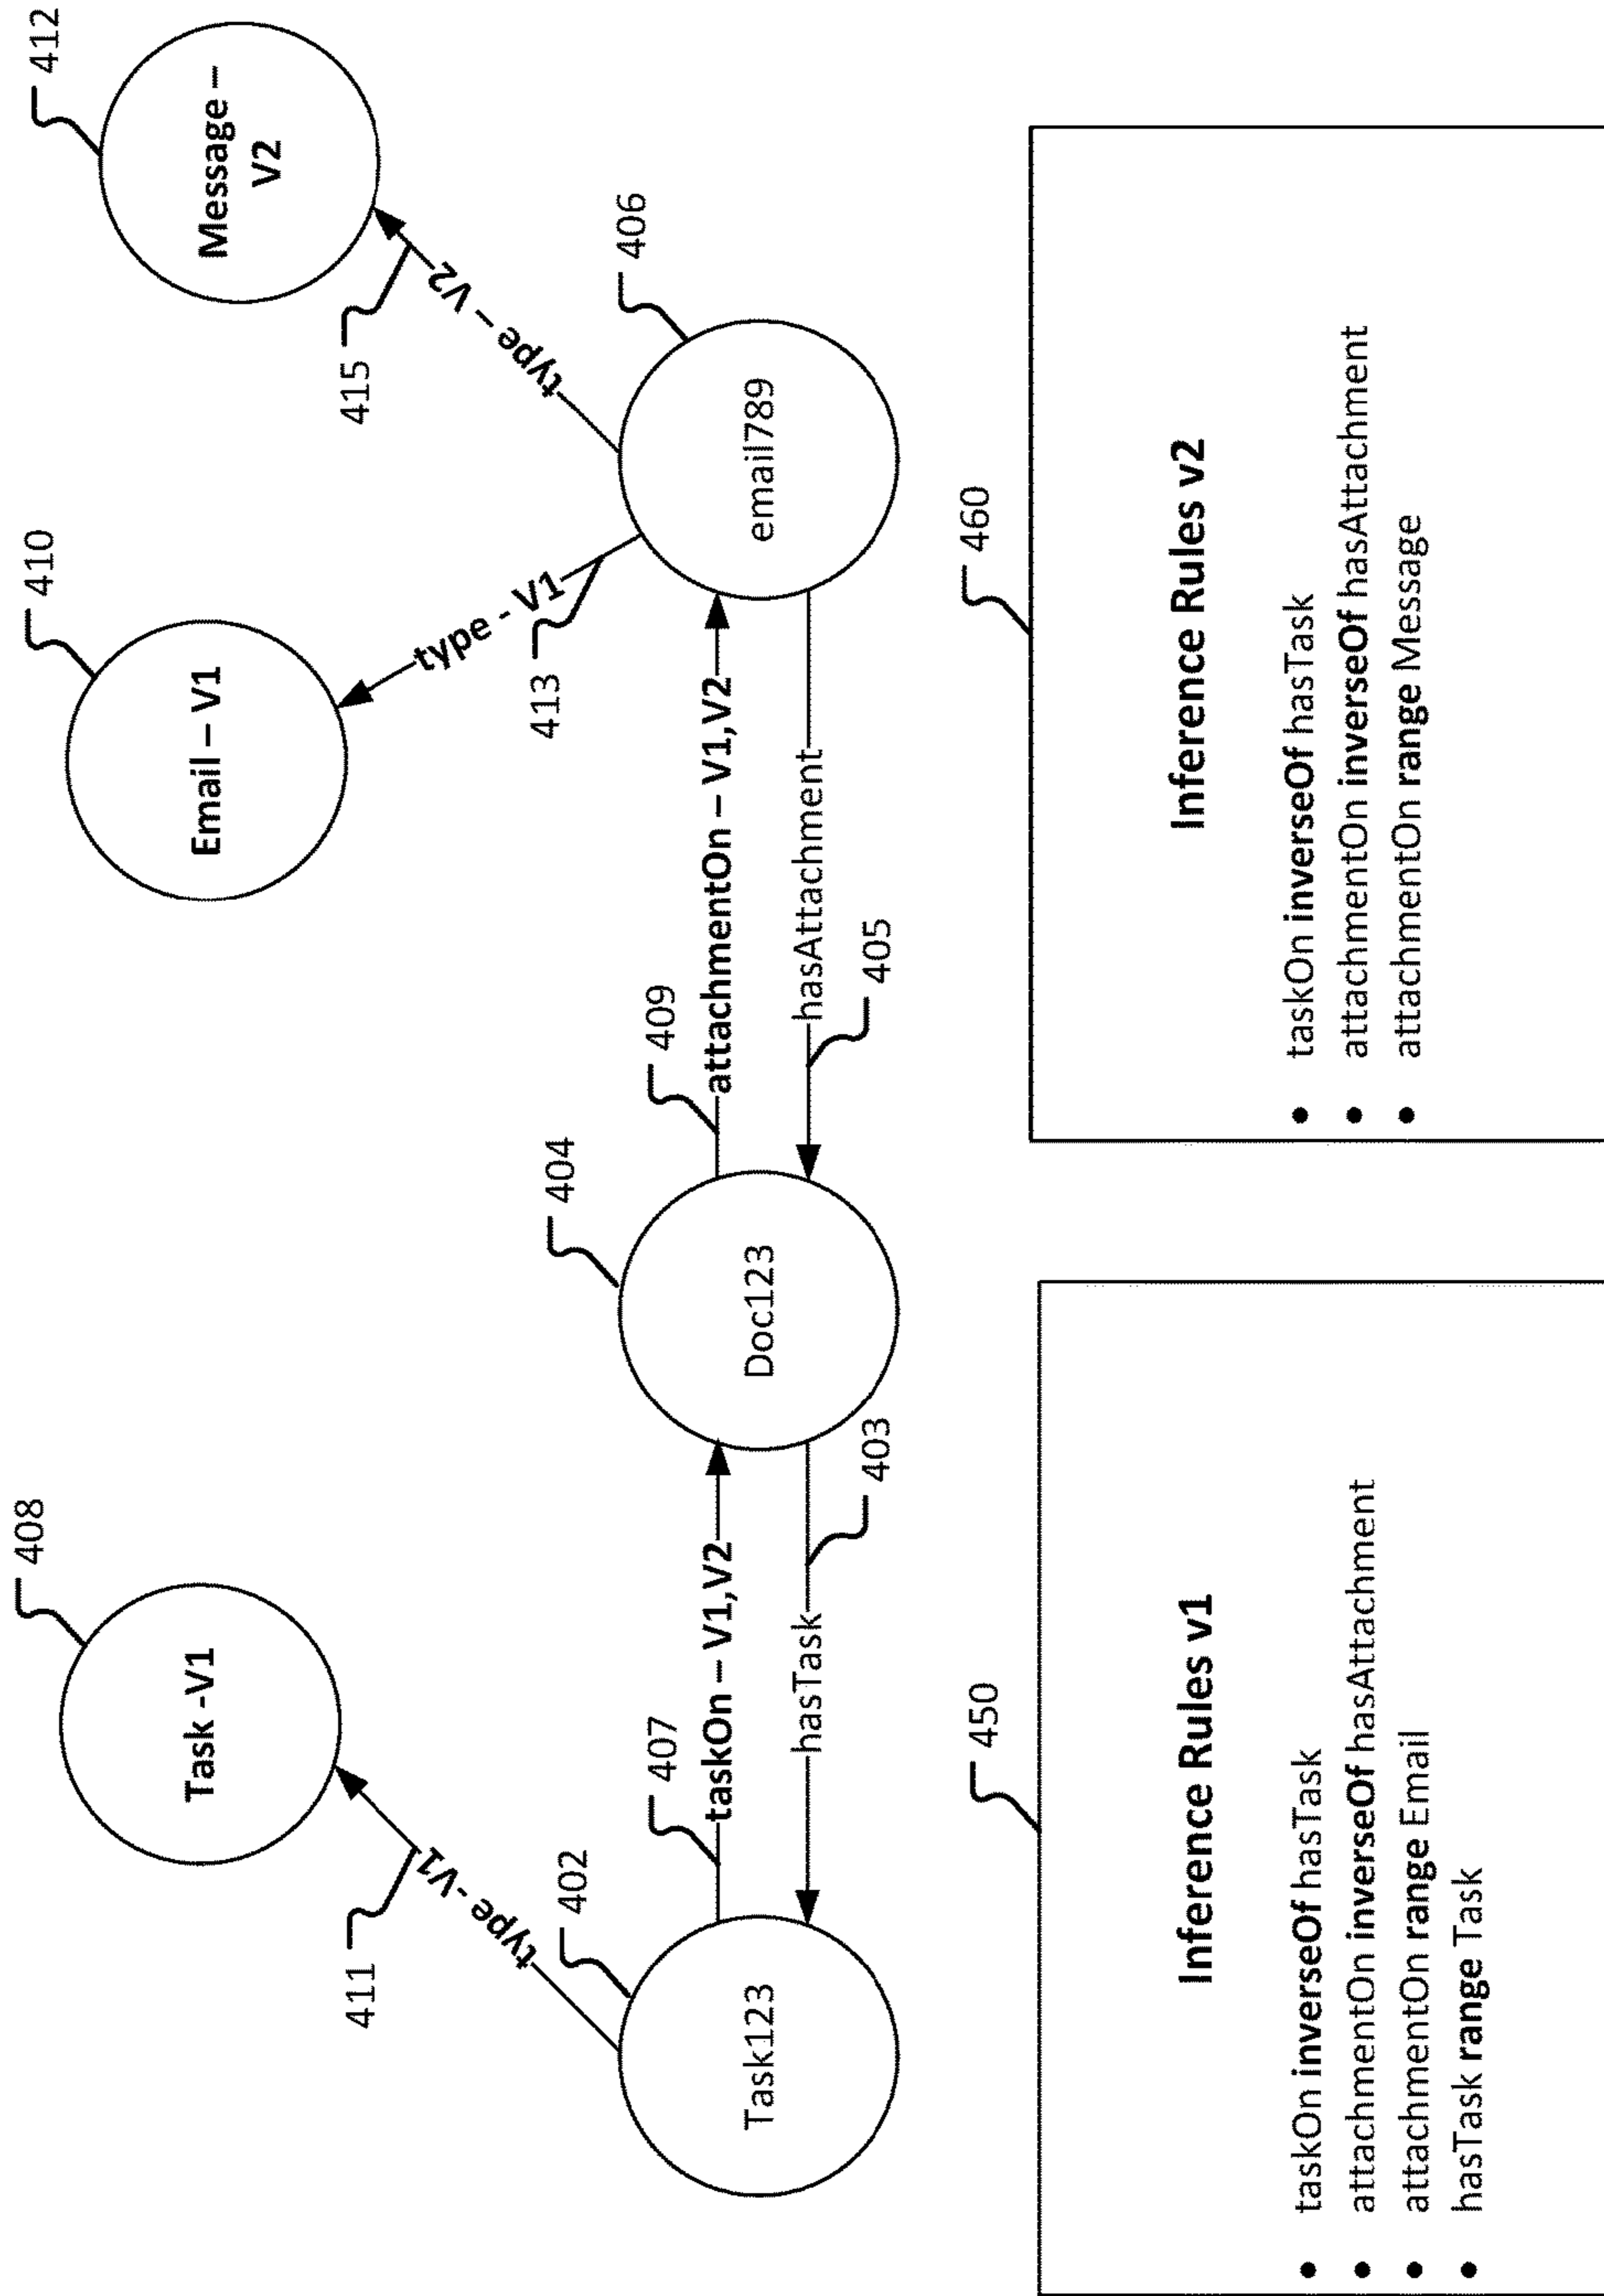 408
Task -V1
410
Email – V1
412
Message –
V2
411
type - V1
413
type - V1
415
type – V2
402
Task123
407
taskOn – V1,V2
hasTask
403
404
Doc123
409
attachmentOn – V1,V2
hasAttachment
405
406
email789
450
Inference Rules v1
• taskOn inverseOf hasTask
• attachmentOn inverseOf hasAttachment
• attachmentOn range Email
• hasTask range Task
460
Inference Rules v2
• taskOn inverseOf hasTask
• attachmentOn inverseOf hasAttachment
• attachmentOn range Message